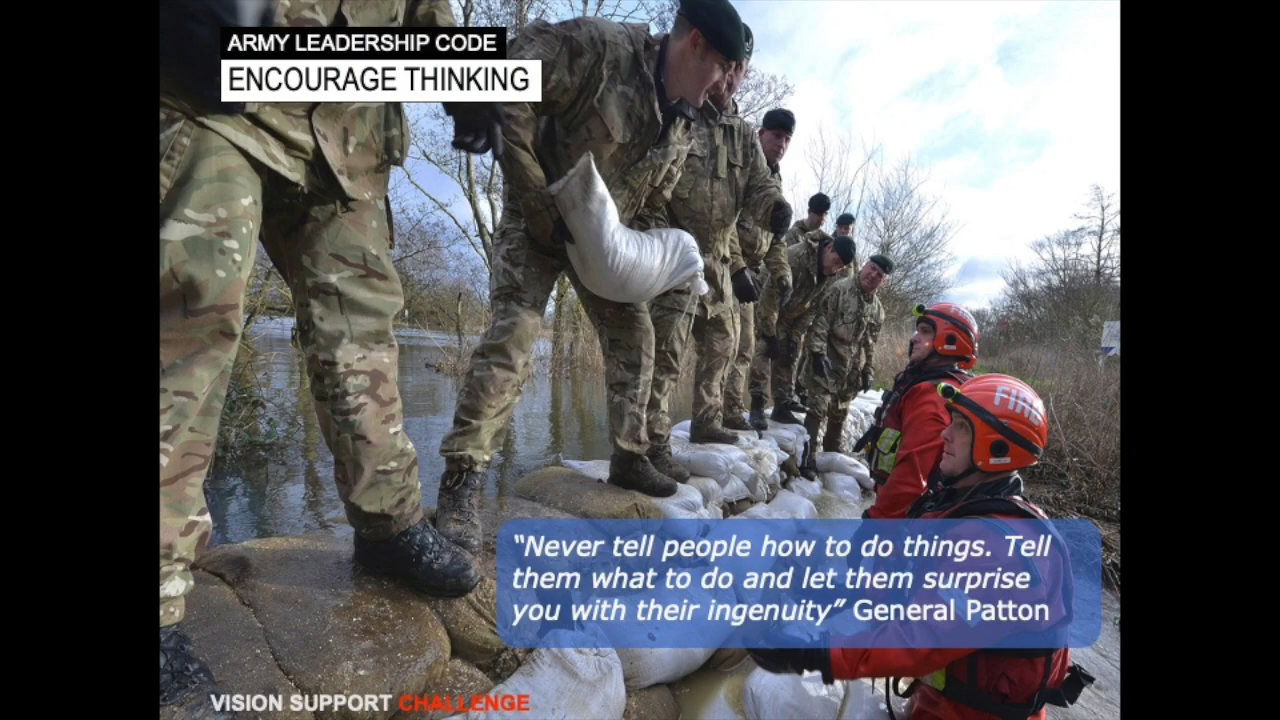 ARMY LEADERSHIP CODE
ENCOURAGE THINKING
FIRE
FIRE
“Never tell people how to do things. Tell
them what to do and let them surprise
you with their ingenuity” General Patton
VISION SUPPORT CHALLENGE